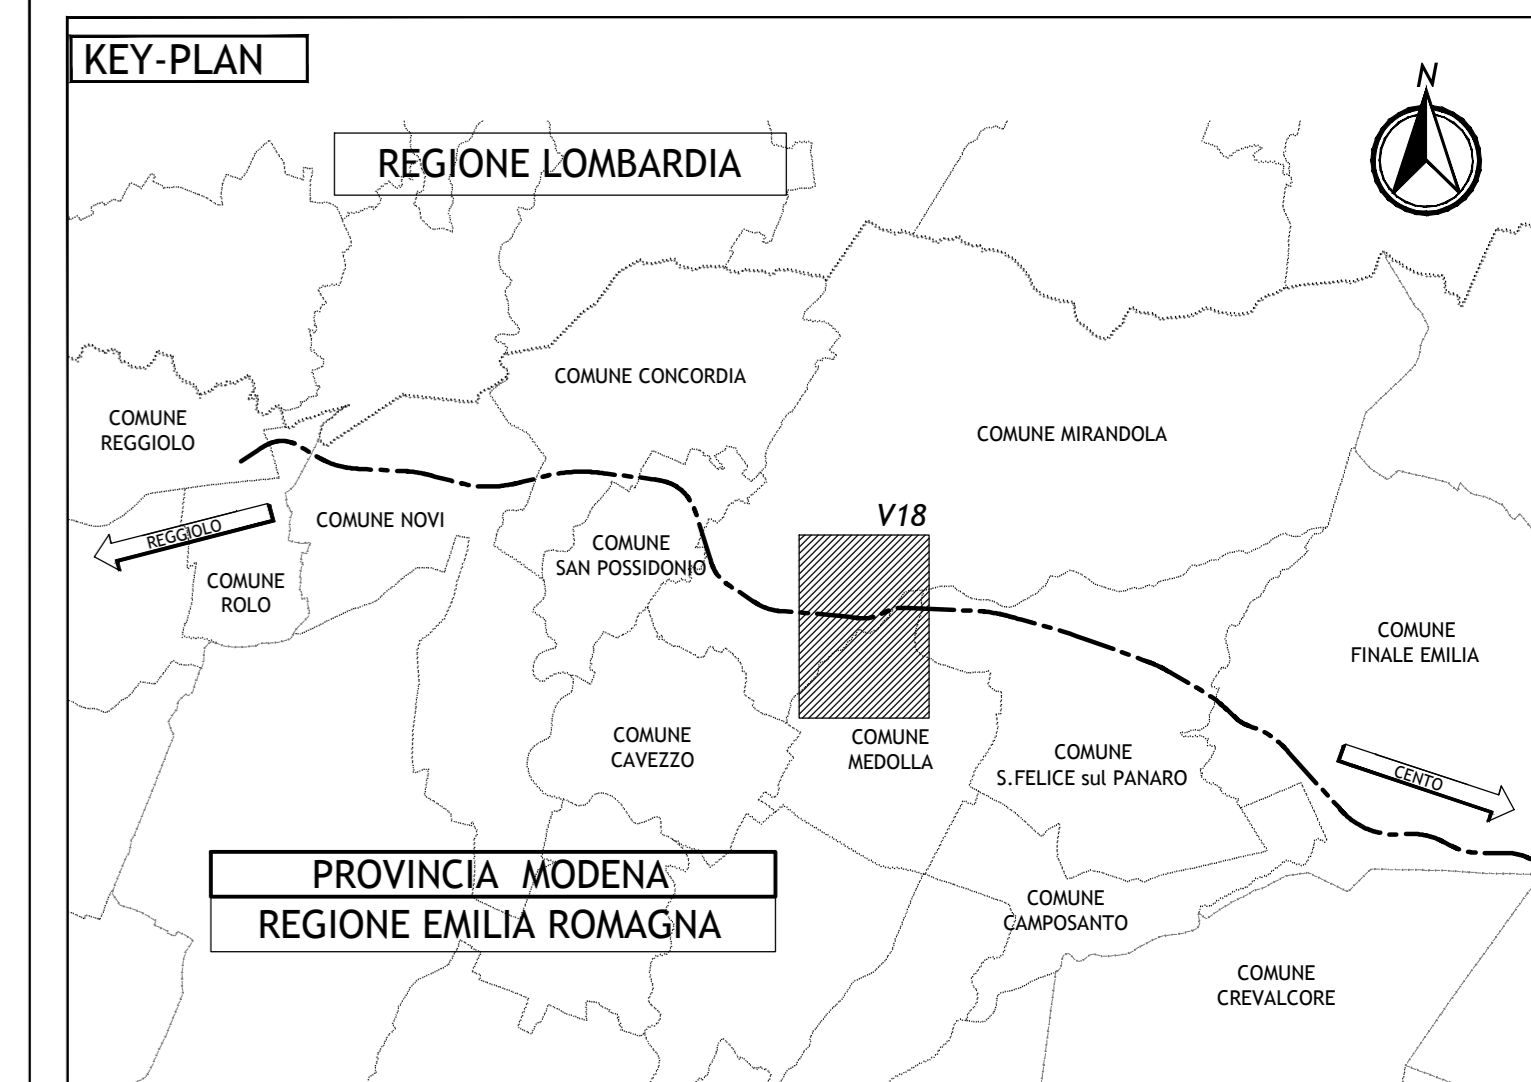 KEY-PLAN
N
REGIONE LOMBARDIA
COMUNE CONCORDIA
COMUNE
REGGIOLO
COMUNE MIRANDOLA
V18
COMUNE NOVI
REGGIOLO
COMUNE
SAN POSSIDONIO
COMUNE
ROLO
COMUNE
FINALE EMILIA
COMUNE
CAVEZZO
COMUNE
MEDOLLA
COMUNE
S.FELICE sul PANARO
CENTO
PROVINCIA MODENA
REGIONE EMILIA ROMAGNA
COMUNE
CAMPOSANTO
COMUNE
CREVALCORE